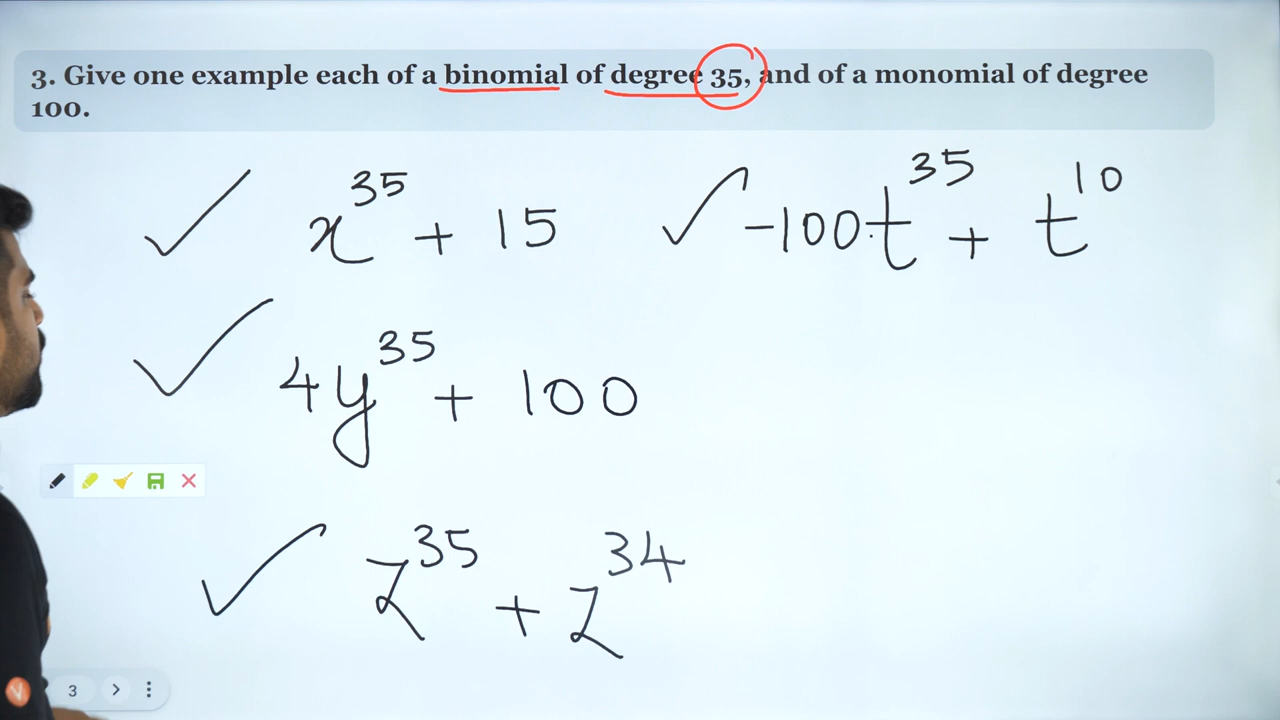 3. Give one example each of a binomial of degree 35, and of a monomial of degree
100.
x³⁵ + 15
-100t³⁵ + t¹⁰
4y³⁵ + 100
z³⁵ + z³⁴
3